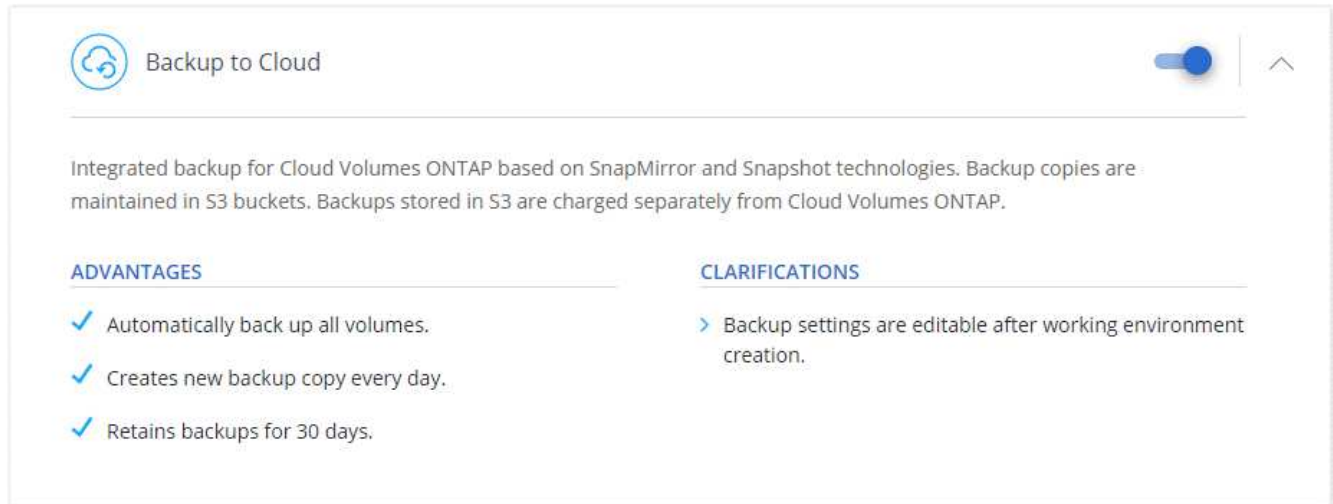 Backup to Cloud
Integrated backup for Cloud Volumes ONTAP based on SnapMirror and Snapshot technologies. Backup copies are
maintained in S3 buckets. Backups stored in S3 are charged separately from Cloud Volumes ONTAP.
ADVANTAGES
Automatically back up all volumes.
Creates new backup copy every day.
Retains backups for 30 days.
CLARIFICATIONS
Backup settings are editable after working environment
creation.